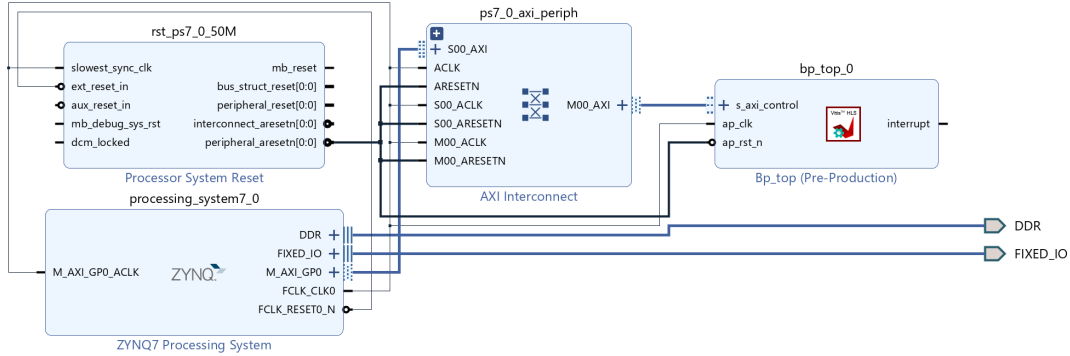 rst_ps7_0_50M
slowest_sync_clk
ext_reset_in
aux_reset_in
mb_debug_sys_rst
dcm_locked
mb_reset
bus_struct_reset[0:0]
peripheral_reset[0:0]
interconnect_aresetn[0:0]
peripheral_aresetn[0:0]
Processor System Reset
ps7_0_axi_periph
S00_AXI
ACLK
ARESETN
S00_ACLK
S00_ARESETN
M00_ACLK
M00_ARESETN
M00_AXI
AXI Interconnect
bp_top_0
s_axi_control
ap_clk
ap_rst_n
Vitis™ HLS
interrupt
Bp_top (Pre-Production)
processing_system7_0
M_AXI_GP0_ACLK
ZYNQ
DDR
FIXED_IO
M_AXI_GP0
FCLK_CLK0
FCLK_RESET0_N
ZYNQ7 Processing System
DDR
FIXED_IO